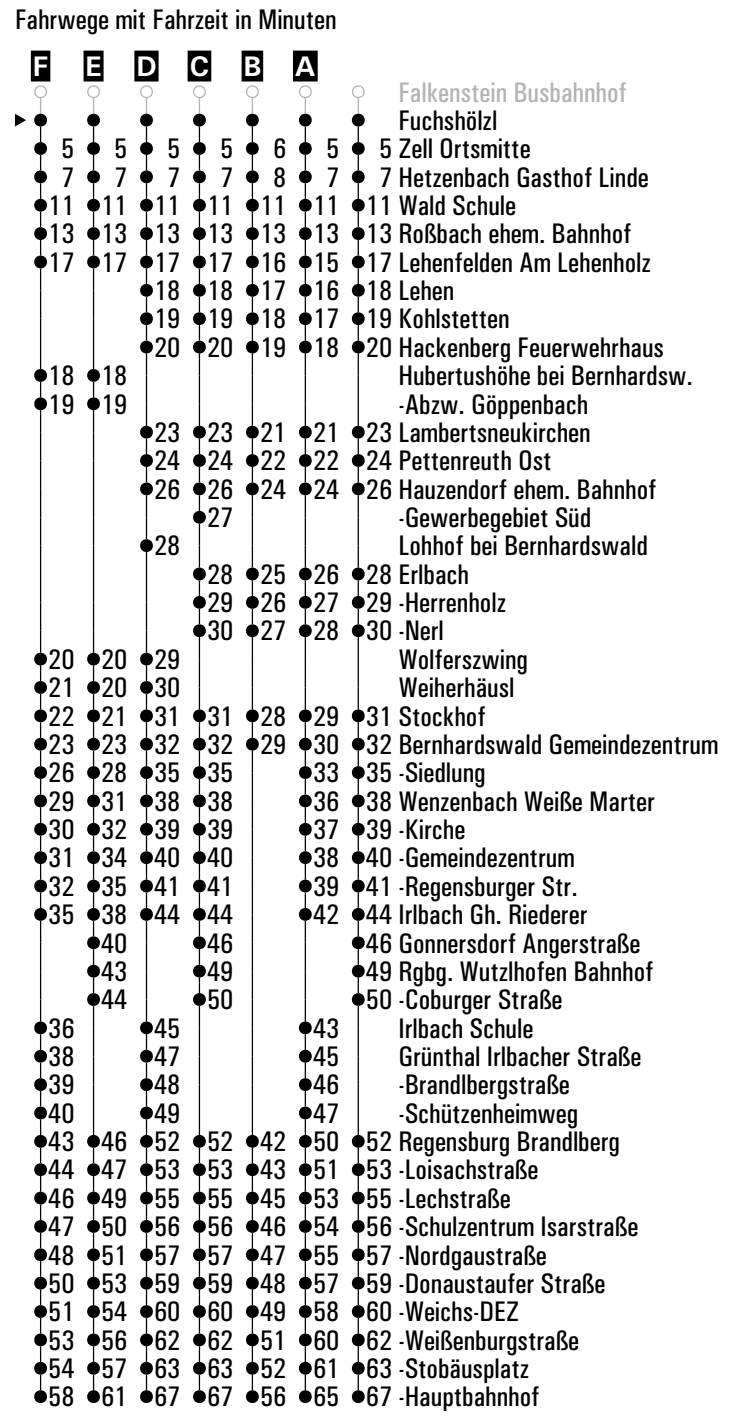 Fahrwege mit Fahrzeit in Minuten
F E D C B A
Falkenstein Busbahnhof
Fuchshölzl
5 5 5 5 6 5 5 Zell Ortsmitte
7 7 7 7 8 7 7 Hetzenbach Gasthof Linde
11 11 11 11 11 11 11 Wald Schule
13 13 13 13 13 13 13 Roßbach ehem. Bahnhof
17 17 17 17 16 15 17 Lehenfelden Am Lehenholz
18 18 17 16 18 Lehen
19 19 18 17 19 Kohlstetten
20 20 19 18 20 Hackenberg Feuerwehrhaus
18 18 Hubertushöhe bei Bernhardsw.
19 19 -Abzw. Göppenbach
23 23 21 21 23 Lambertsneukirchen
24 24 22 22 24 Pettenreuth Ost
26 26 24 24 26 Hauzendorf ehem. Bahnhof
27 -Gewerbegebiet Süd
28 Lohhof bei Bernhardswald
28 25 26 28 Erlbach
29 26 27 29 -Herrenholz
30 27 28 30 -Nerl
20 20 29 Wolferszwing
21 20 30 Weiherhäusl
22 21 31 31 28 29 31 Stockhof
23 23 32 32 29 30 32 Bernhardswald Gemeindezentrum
26 28 35 35 33 35 -Siedlung
29 31 38 38 36 38 Wenzenbach Weiße Marter
30 32 39 39 37 39 -Kirche
31 34 40 40 38 40 -Gemeindezentrum
32 35 41 41 39 41 -Regensburger Str.
35 38 44 44 42 44 Irlbach Gh. Riederer
40 46 46 Gonnersdorf Angerstraße
43 49 49 Rgbg. Wutzlhofen Bahnhof
44 50 50 -Coburger Straße
36 45 43 Irlbach Schule
38 47 45 Grünthal Irlbacher Straße
39 48 46 -Brandlbergstraße
40 49 47 -Schützenheimweg
43 46 52 52 42 50 52 Regensburg Brandlberg
44 47 53 53 43 51 53 -Loisachstraße
46 49 55 55 45 53 55 -Lechstraße
47 50 56 56 46 54 56 -Schulzentrum Isarstraße
48 51 57 57 47 55 57 -Nordgaustraße
50 53 59 59 48 57 59 -Donaustaufer Straße
51 54 60 60 49 58 60 -Weichs-DEZ
53 56 62 62 51 60 62 -Weißenburgstraße
54 57 63 63 52 61 63 -Stobäusplatz
58 61 67 67 56 65 67 -Hauptbahnhof